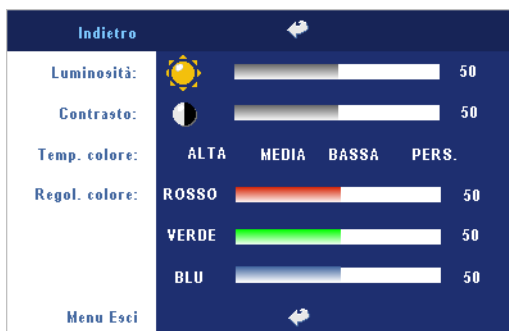 Indietro
Luminosità: 50
Contrasto: 50
Temp. colore: ALTA MEDIA BASSA PERS.
Regol. colore: ROSSO 50
VERDE 50
BLU 50
Menu Esci